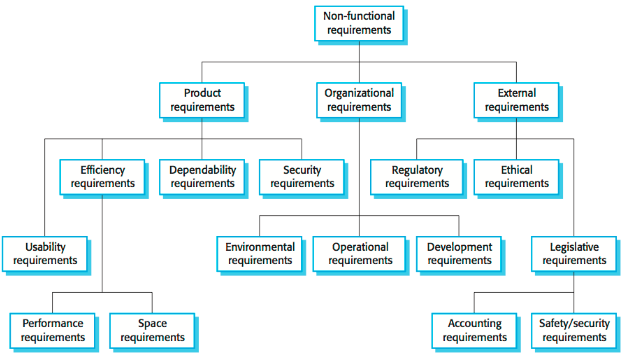 Non-functional
requirements
Product
requirements
Organizational
requirements
External
requirements
Efficiency
requirements
Dependability
requirements
Security
requirements
Regulatory
requirements
Ethical
requirements
Usability
requirements
Environmental
requirements
Operational
requirements
Development
requirements
Legislative
requirements
Performance
requirements
Space
requirements
Accounting
requirements
Safety/security
requirements